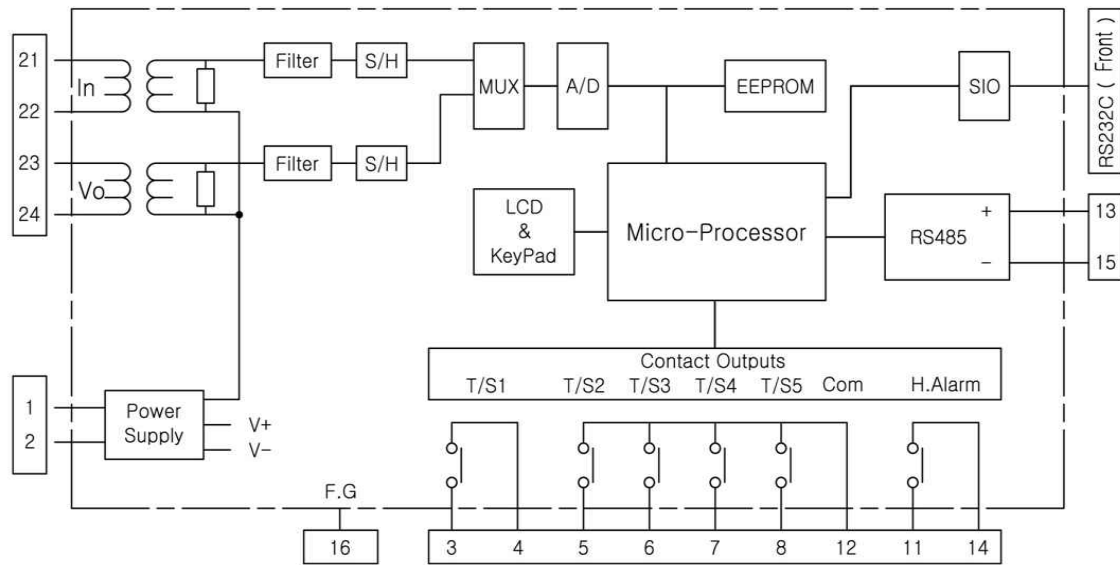 21
In
22
23
Vo
24
Filter
S/H
Filter
S/H
MUX
A/D
EEPROM
SIO
RS232C ( Front )
LCD
&
KeyPad
Micro-Processor
RS485
+
-
13
15
Contact Outputs
T/S1 T/S2 T/S3 T/S4 T/S5 Com H.Alarm
1
2
Power
Supply
V+
V-
F.G
16
3 4 5 6 7 8 12 11 14